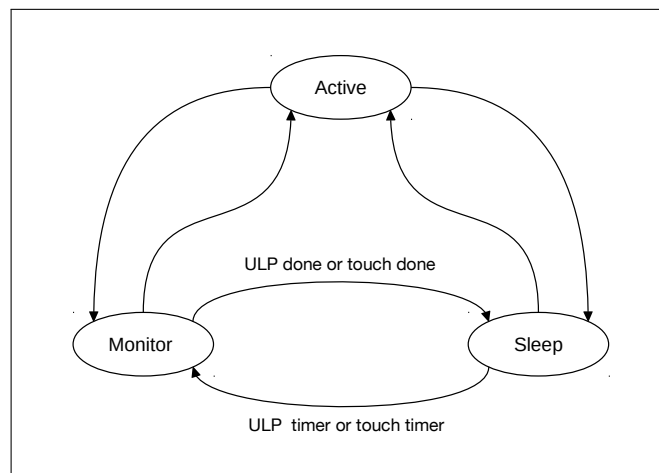 Active
ULP done or touch done
Monitor
Sleep
ULP timer or touch timer